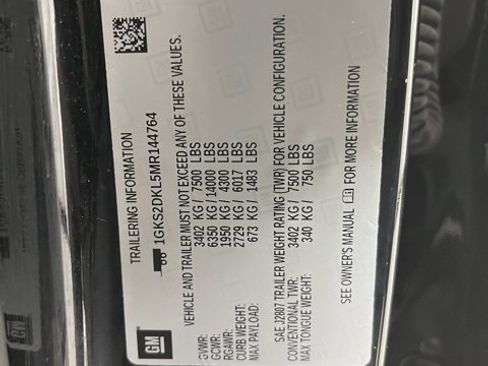 TRAILERING INFORMATION
1GKS2DKL5MR144764
VEHICLE AND TRAILER MUST NOT EXCEED ANY OF THESE VALUES.
GVWR: 3402 KG / 7500 LBS
GCWR: 6350 KG / 14000 LBS
RGAWR: 1950 KG / 4300 LBS
CURB WEIGHT: 2729 KG / 6017 LBS
MAX PAYLOAD: 673 KG / 1483 LBS
SAE J2807 TRAILER WEIGHT RATING (TWR) FOR VEHICLE CONFIGURATION.
CONVENTIONAL TWR: 3402 KG / 7500 LBS
MAX TONGUE WEIGHT: 340 KG / 750 LBS
SEE OWNER'S MANUAL FOR MORE INFORMATION
GM